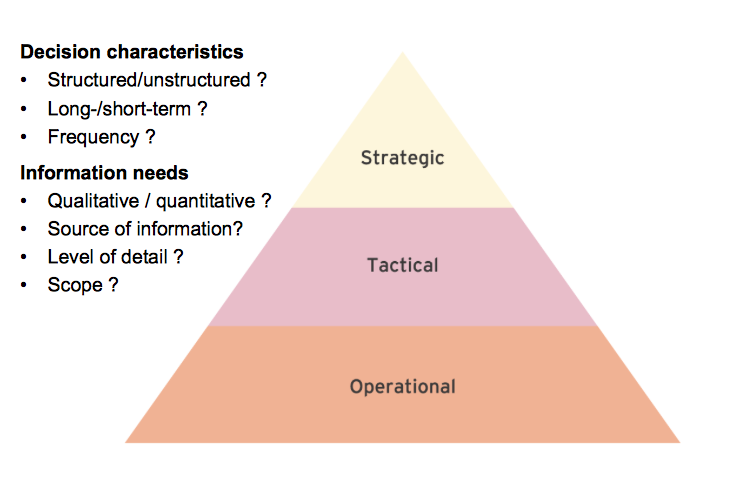 Decision characteristics
• Structured/unstructured ?
• Long-/short-term ?
• Frequency ?
Information needs
• Qualitative / quantitative ?
• Source of information?
• Level of detail ?
• Scope ?
Strategic
Tactical
Operational